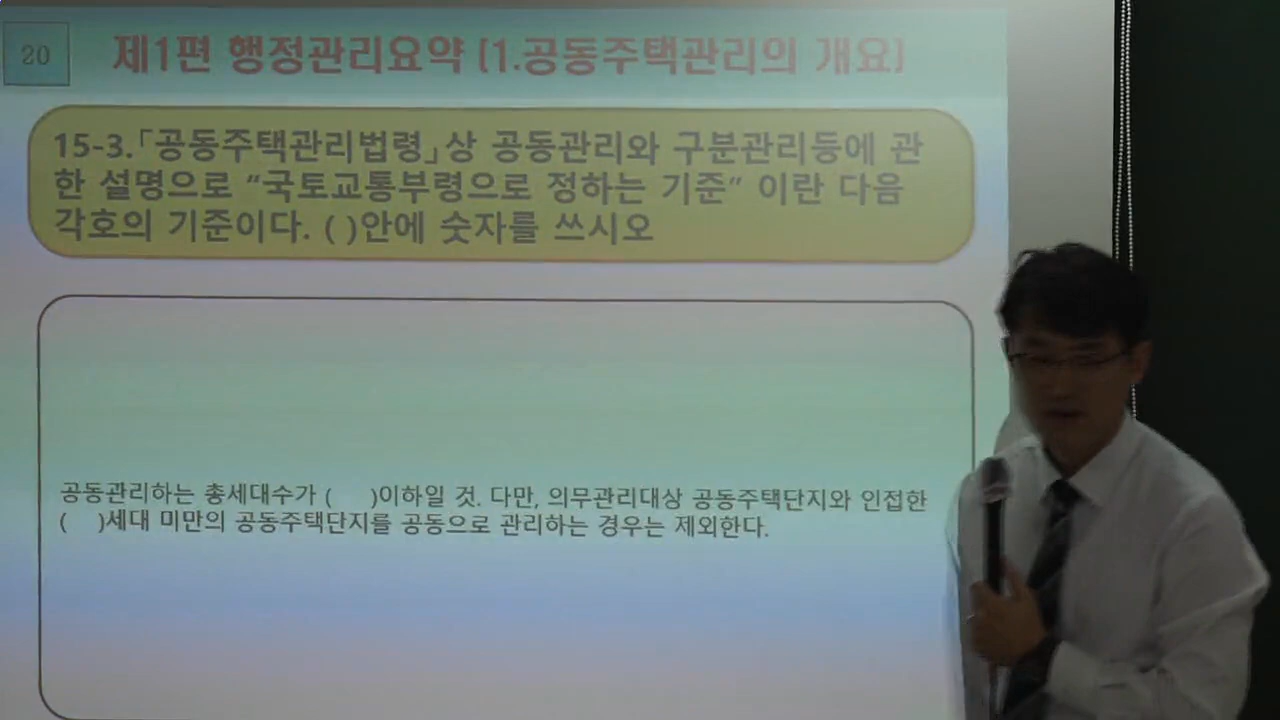 20
제1편 행정관리요약 [1.공동주택관리의 개요]
15-3.「공동주택관리법령」상 공동관리와 구분관리등에 관
한 설명으로 “국토교통부령으로 정하는 기준” 이란 다음
각호의 기준이다. ( )안에 숫자를 쓰시오
공동관리하는 총세대수가 (    )이하일 것. 다만, 의무관리대상 공동주택단지와 인접한
(    )세대 미만의 공동주택단지를 공동으로 관리하는 경우는 제외한다.